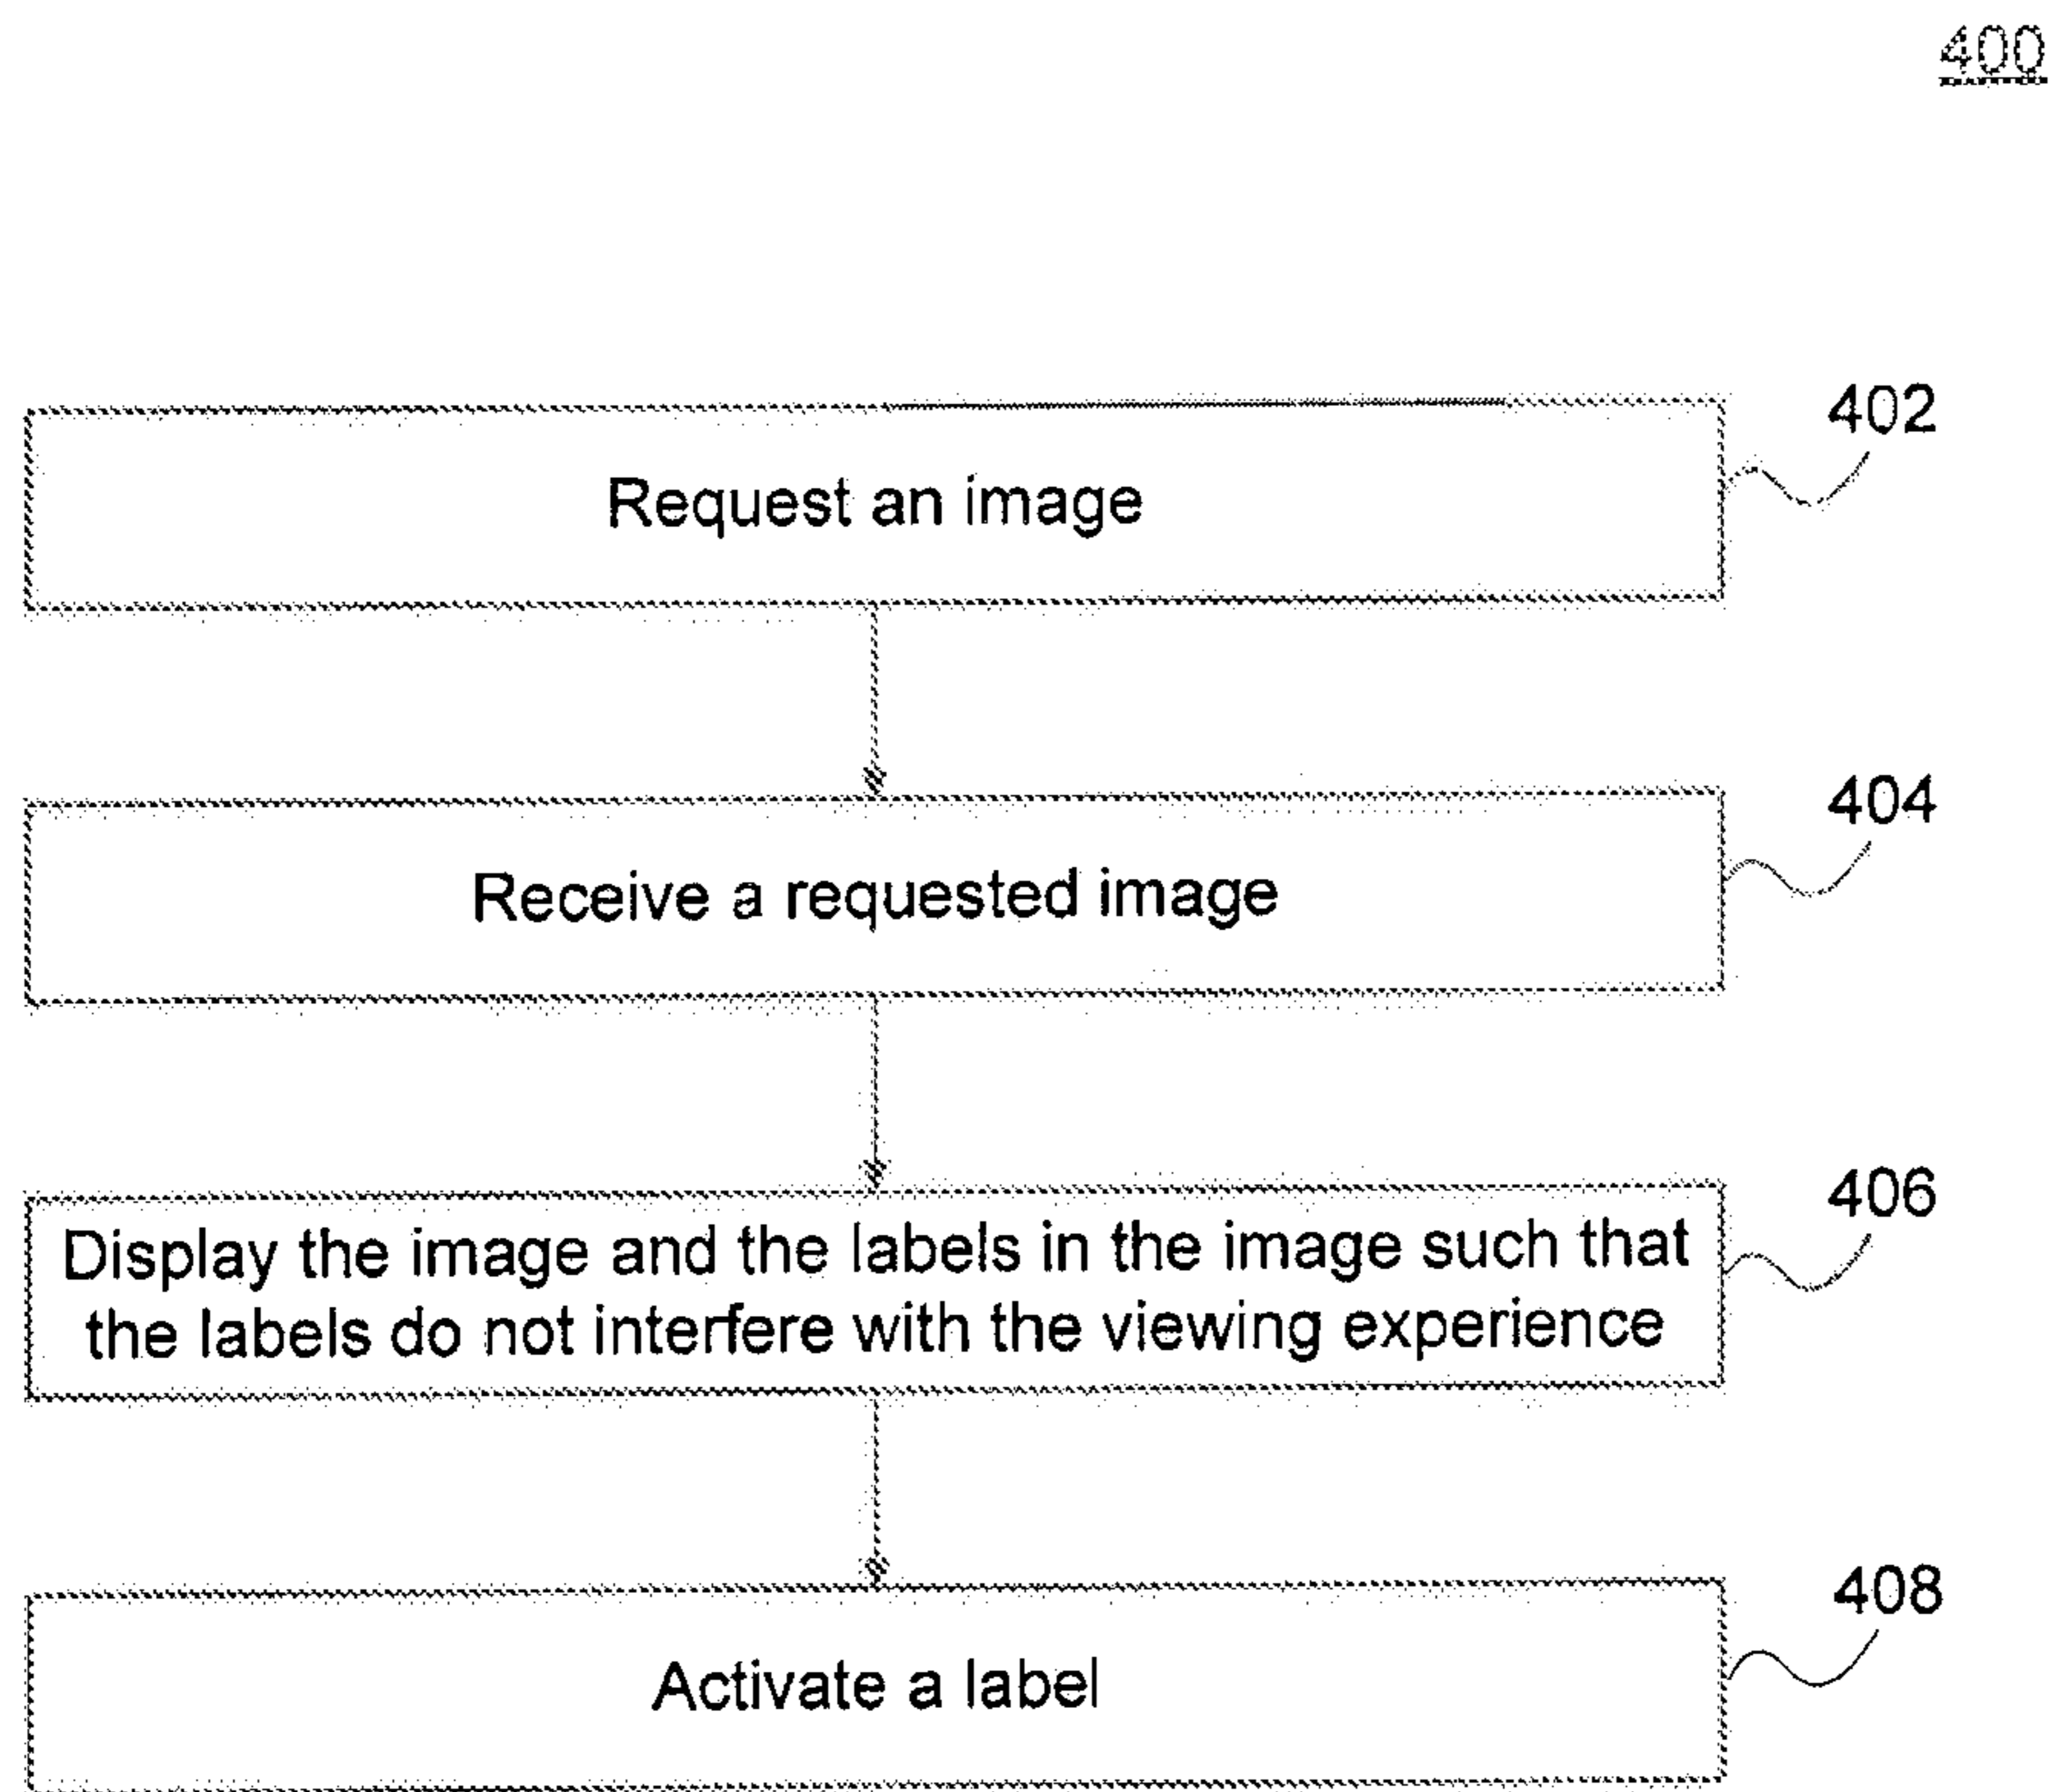 400
Request an image
402
Receive a requested image
404
Display the image and the labels in the image such that
the labels do not interfere with the viewing experience
406
Activate a label
408